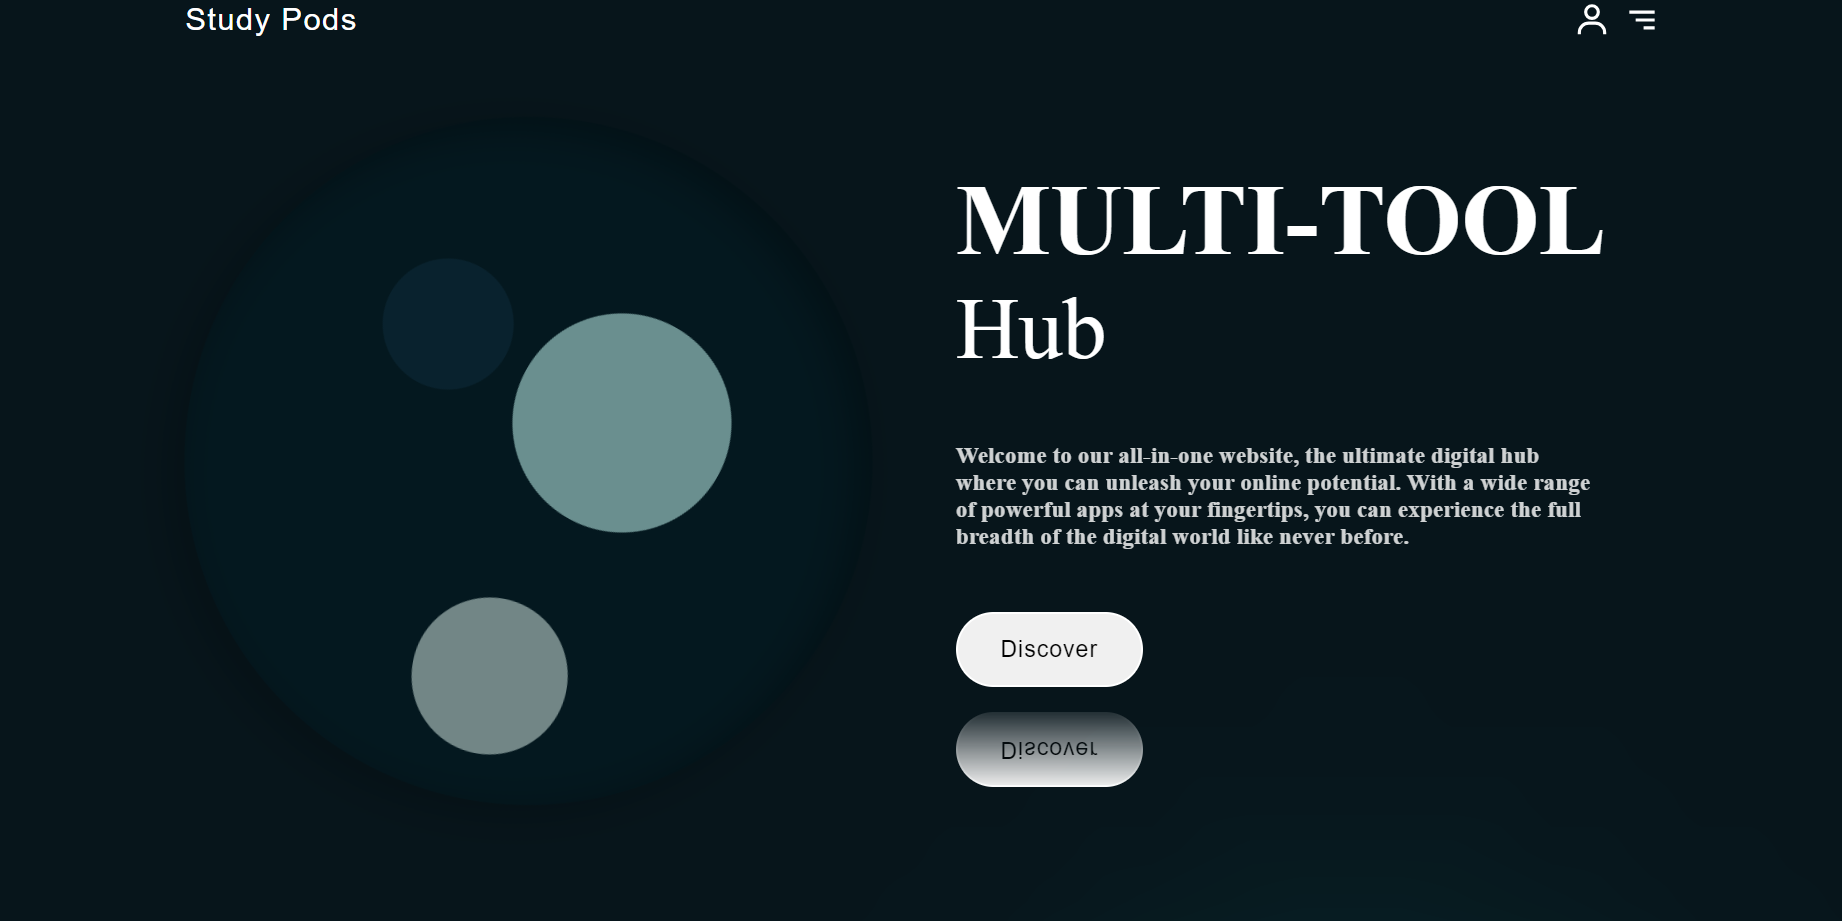 Study Pods
MULTI-TOOL
Hub
Welcome to our all-in-one website, the ultimate digital hub
where you can unleash your online potential. With a wide range
of powerful apps at your fingertips, you can experience the full
breadth of the digital world like never before.
Discover
Discover